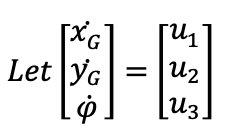 Let [ẋ_G; ẏ_G; φ̇] = [u_1; u_2; u_3]